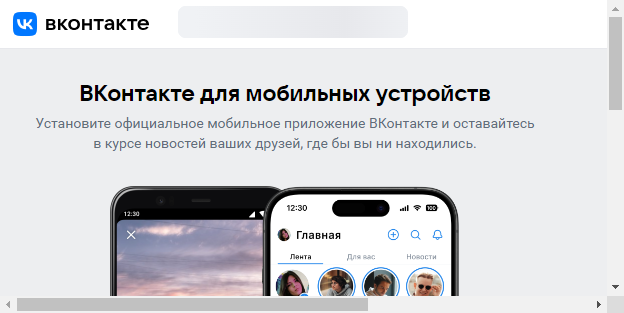 вконтакте
ВКонтакте для мобильных устройств
Установите официальное мобильное приложение ВКонтакте и оставайтесь
в курсе новостей ваших друзей, где бы вы ни находились.
12:30
12:30
100
Главная
Лента Для вас Новости